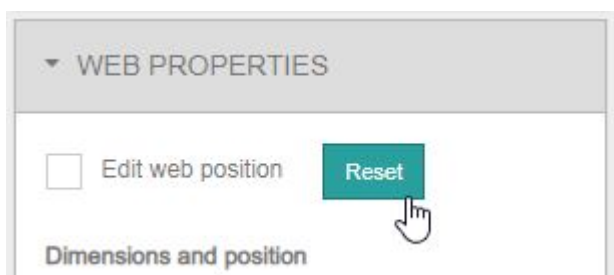 WEB PROPERTIES
Edit web position Reset
Dimensions and position